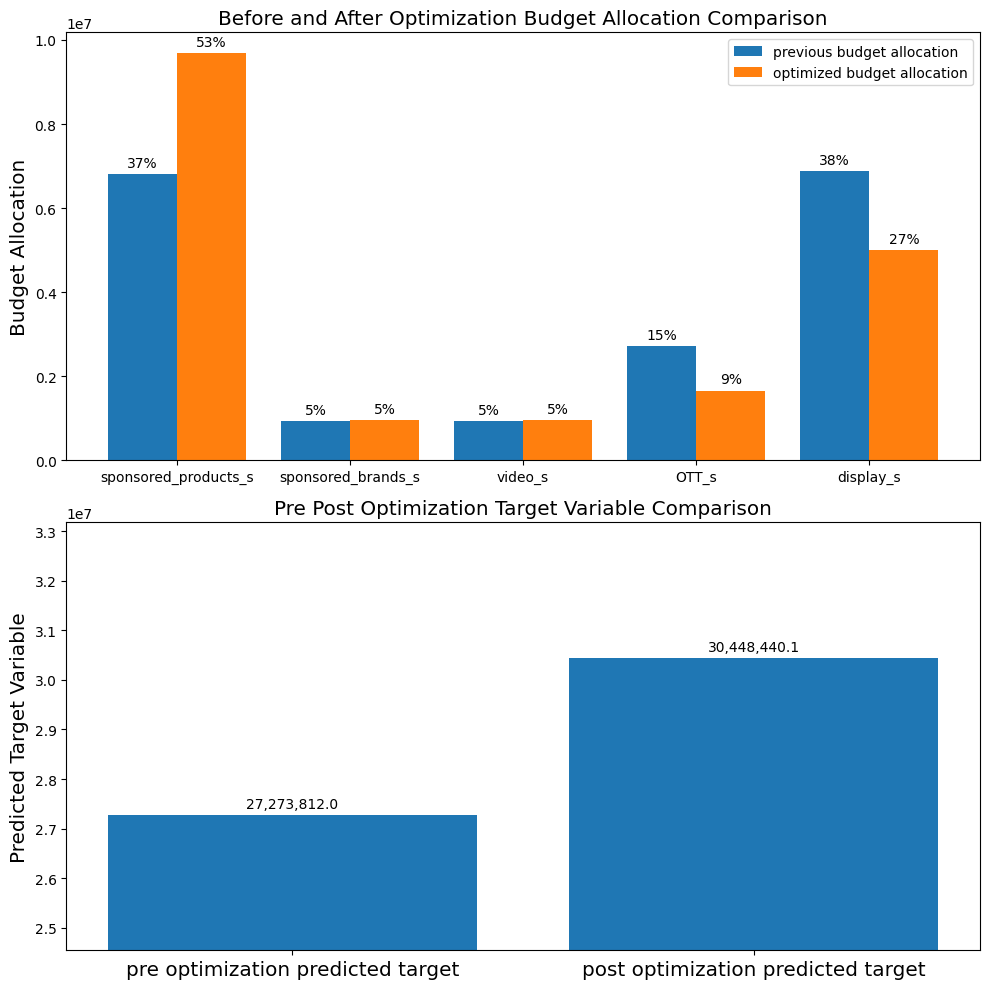 Before and After Optimization Budget Allocation Comparison
1e7
previous budget allocation
optimized budget allocation
Budget Allocation
1.0
0.8
0.6
0.4
0.2
0.0
37%
53%
5%
5%
5%
5%
15%
9%
38%
27%
sponsored_products_s
sponsored_brands_s
video_s
OTT_s
display_s
Pre Post Optimization Target Variable Comparison
1e7
Predicted Target Variable
3.3
3.2
3.1
3.0
2.9
2.8
2.7
2.6
2.5
27,273,812.0
30,448,440.1
pre optimization predicted target
post optimization predicted target